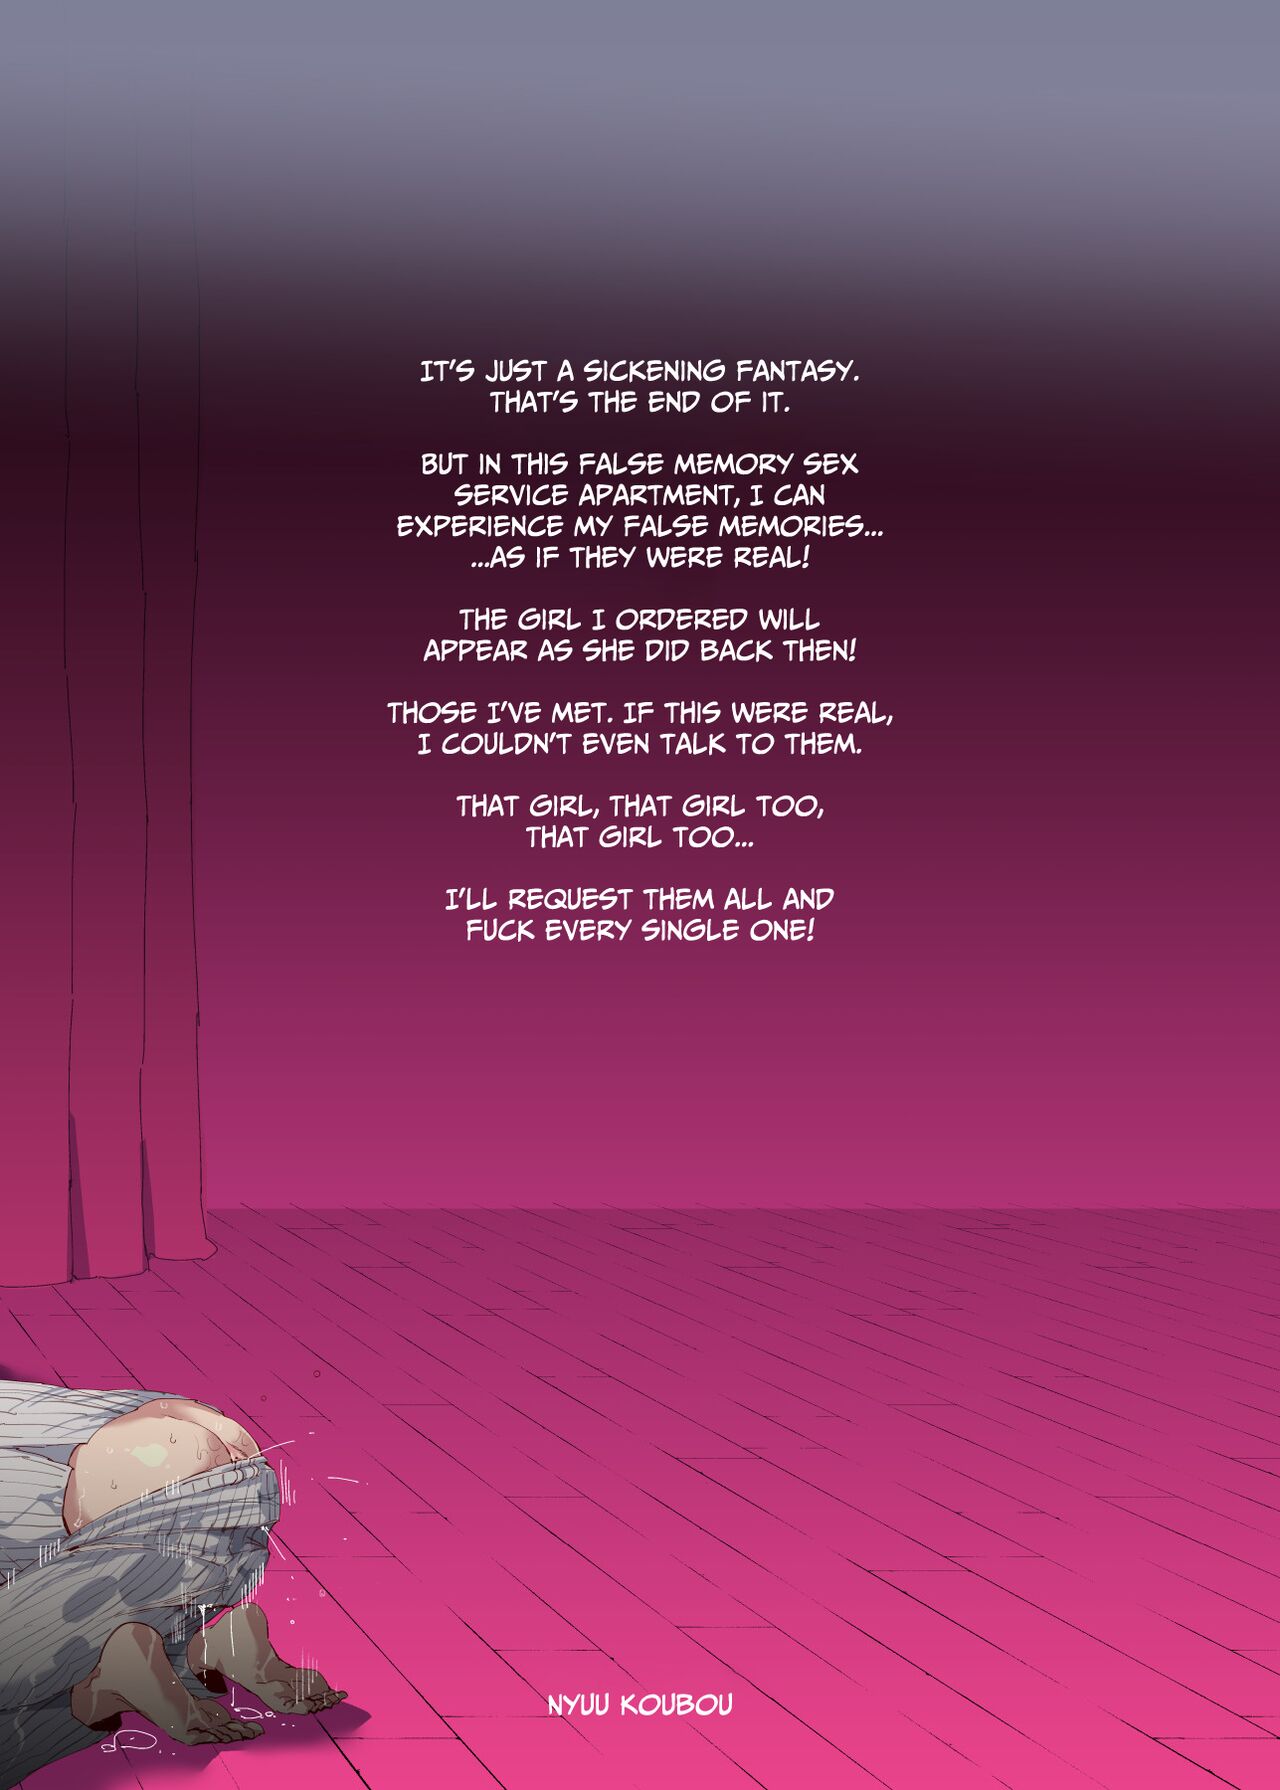 IT'S JUST A SICKENING FANTASY.
THAT'S THE END OF IT.
BUT IN THIS FALSE MEMORY SEX
SERVICE APARTMENT, I CAN
EXPERIENCE MY FALSE MEMORIES...
...AS IF THEY WERE REAL!
THE GIRL I ORDERED WILL
APPEAR AS SHE DID BACK THEN!
THOSE I'VE MET. IF THIS WERE REAL,
I COULDN'T EVEN TALK TO THEM.
THAT GIRL, THAT GIRL TOO,
THAT GIRL TOO...
I'LL REQUEST THEM ALL AND
FUCK EVERY SINGLE ONE!
NYUU KOUBOU